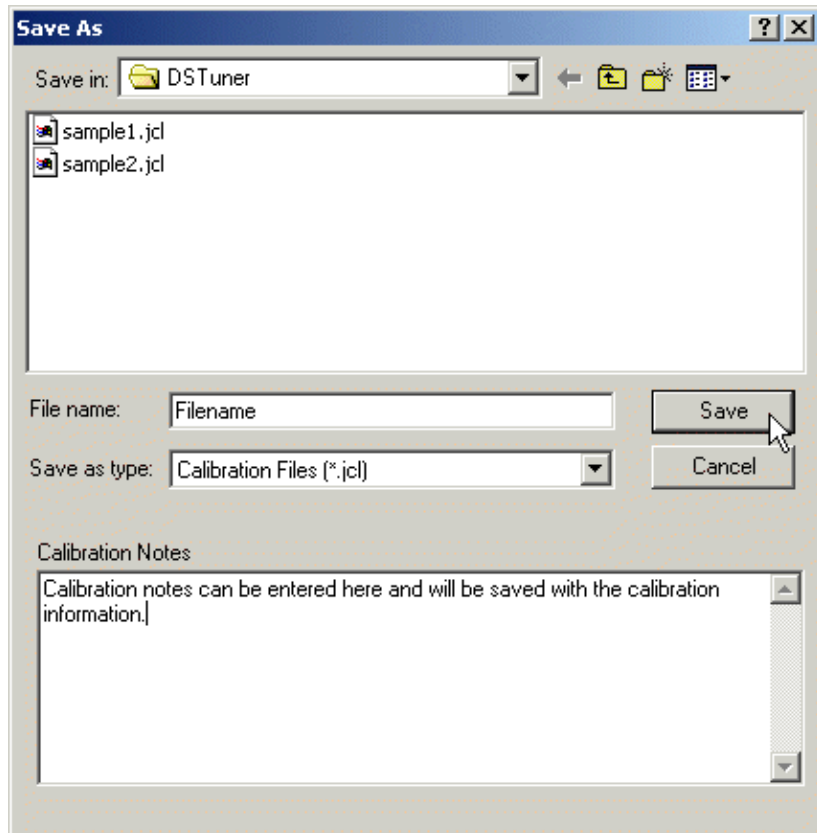 Save As
Save in: DSTuner
sample1.jcl
sample2.jcl
File name: Filename Save
Save as type: Calibration Files (*.jcl) Cancel
Calibration Notes
Calibration notes can be entered here and will be saved with the calibration
information.